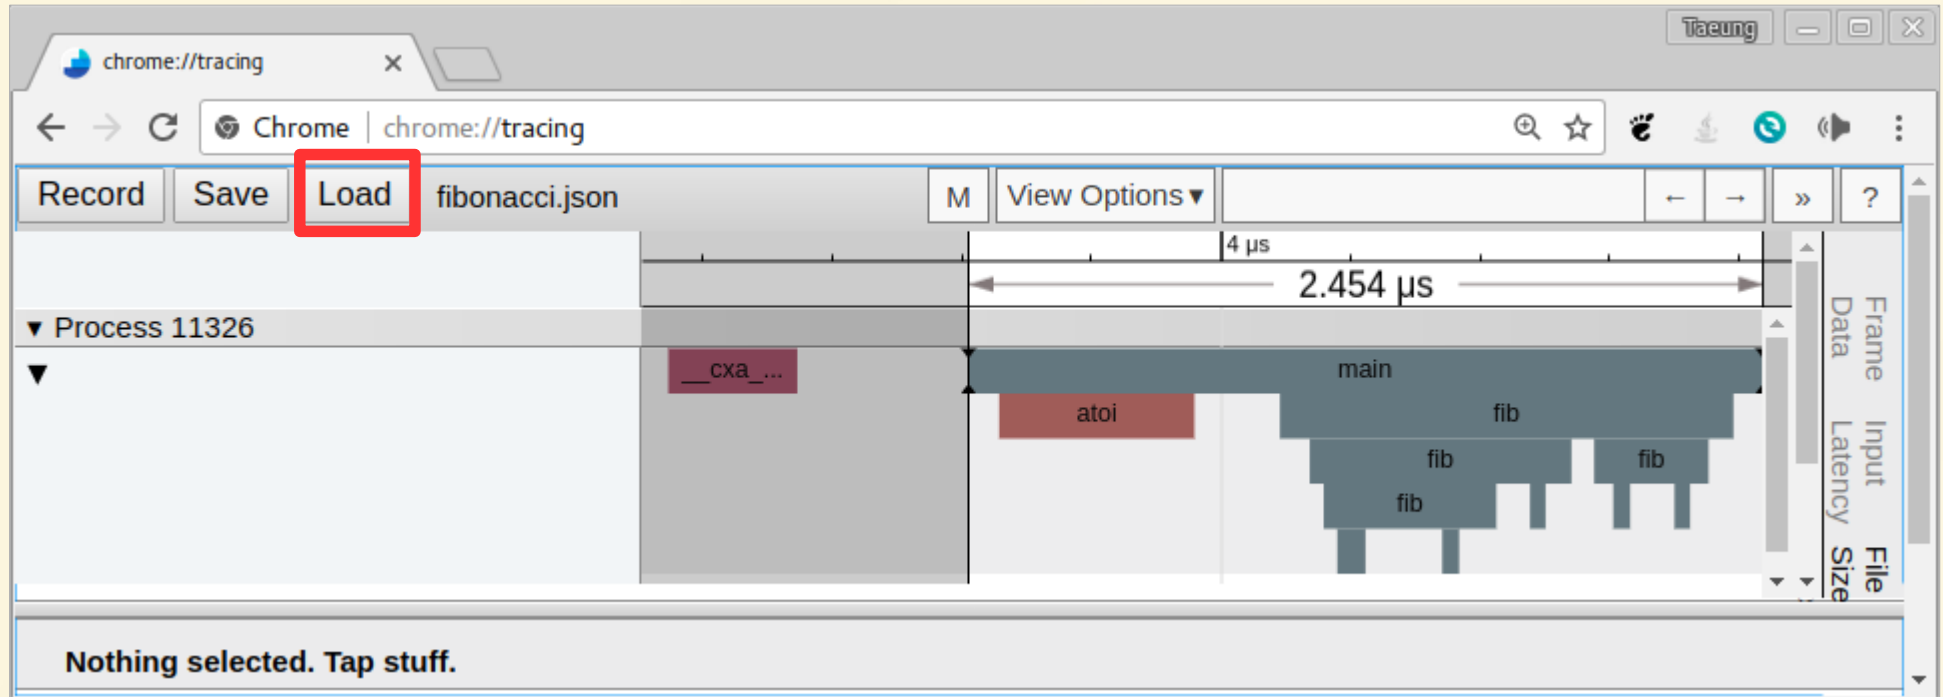 Taeung
chrome://tracing
Chrome | chrome://tracing
Record Save Load fibonacci.json M View Options ▾ ← → » ?
4 μs
2.454 μs
▾ Process 11326
__cxa_... main
atoi fib
fib fib
fib
Frame Data
Input Latency
File Size
Nothing selected. Tap stuff.